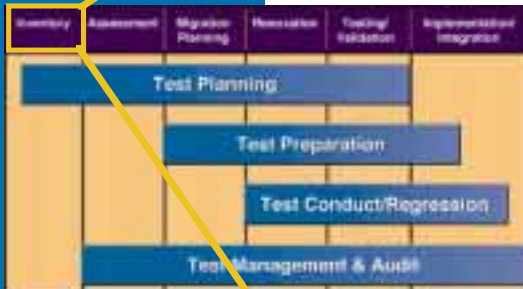 Inventory
Assessment
Migration
Planning
Renovation
Testing/
Validation
Implementation/
Integration
Test Planning
Test Preparation
Test Conduct/Regression
Test Management & Audit